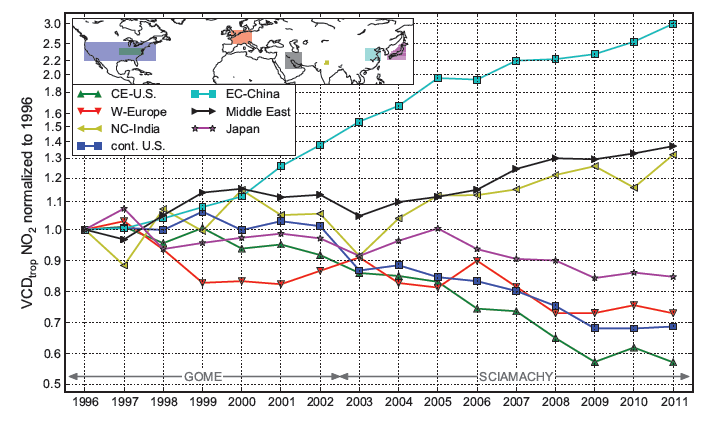 VCDtrop NO2 normalized to 1996
3.0
2.5
2.2
2.0
1.8
1.6
1.5
1.4
1.3
1.2
1.1
1.0
0.9
0.8
0.7
0.6
0.5
CE-U.S.
W-Europe
NC-India
cont. U.S.
EC-China
Middle East
Japan
GOME
SCIAMACHY
1996 1997 1998 1999 2000 2001 2002 2003 2004 2005 2006 2007 2008 2009 2010 2011